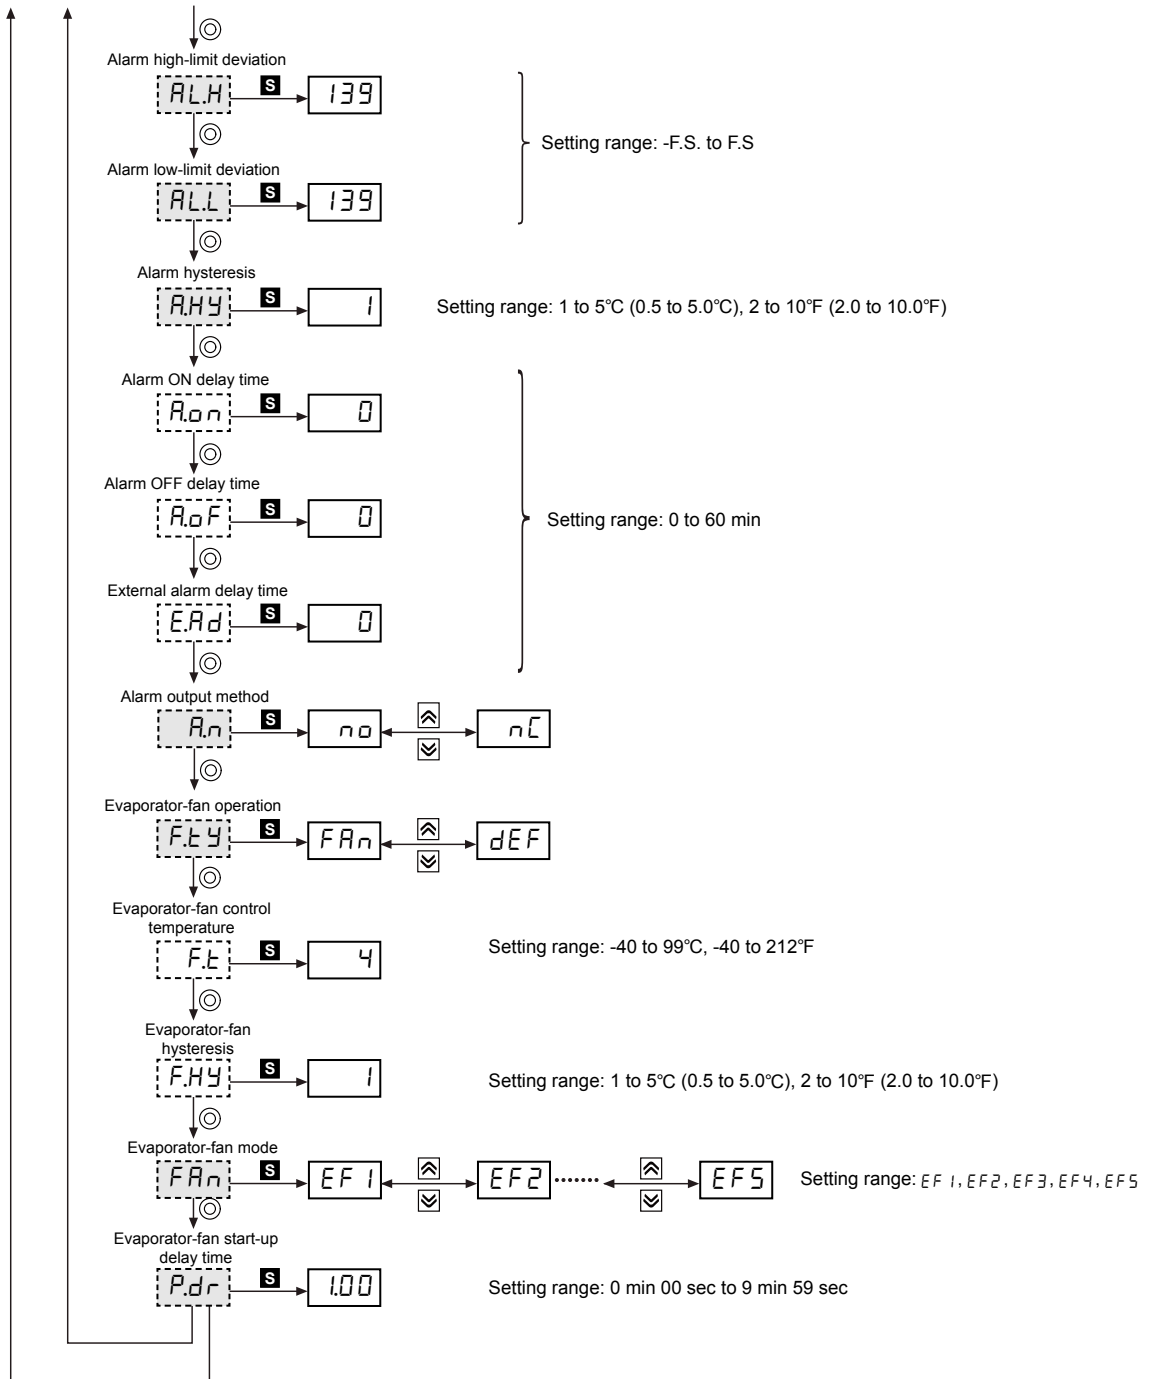 Alarm high-limit deviation
AL.H S 139
Setting range: -F.S. to F.S
Alarm low-limit deviation
AL.L S 139
Alarm hysteresis
A.HY S 1
Setting range: 1 to 5℃ (0.5 to 5.0℃), 2 to 10℉ (2.0 to 10.0℉)
Alarm ON delay time
A.on S 0
Alarm OFF delay time
A.oF S 0
Setting range: 0 to 60 min
External alarm delay time
E.Ad S 0
Alarm output method
A.n S no nC
Evaporator-fan operation
F.tY S FAn dEF
Evaporator-fan control
temperature
F.t S 4
Setting range: -40 to 99℃, -40 to 212℉
Evaporator-fan
hysteresis
F.HY S 1
Setting range: 1 to 5℃ (0.5 to 5.0℃), 2 to 10℉ (2.0 to 10.0℉)
Evaporator-fan mode
FAn S EF1 EF2 ······· EF5
Setting range: EF1, EF2, EF3, EF4, EF5
Evaporator-fan start-up
delay time
P.dr S 1.00
Setting range: 0 min 00 sec to 9 min 59 sec